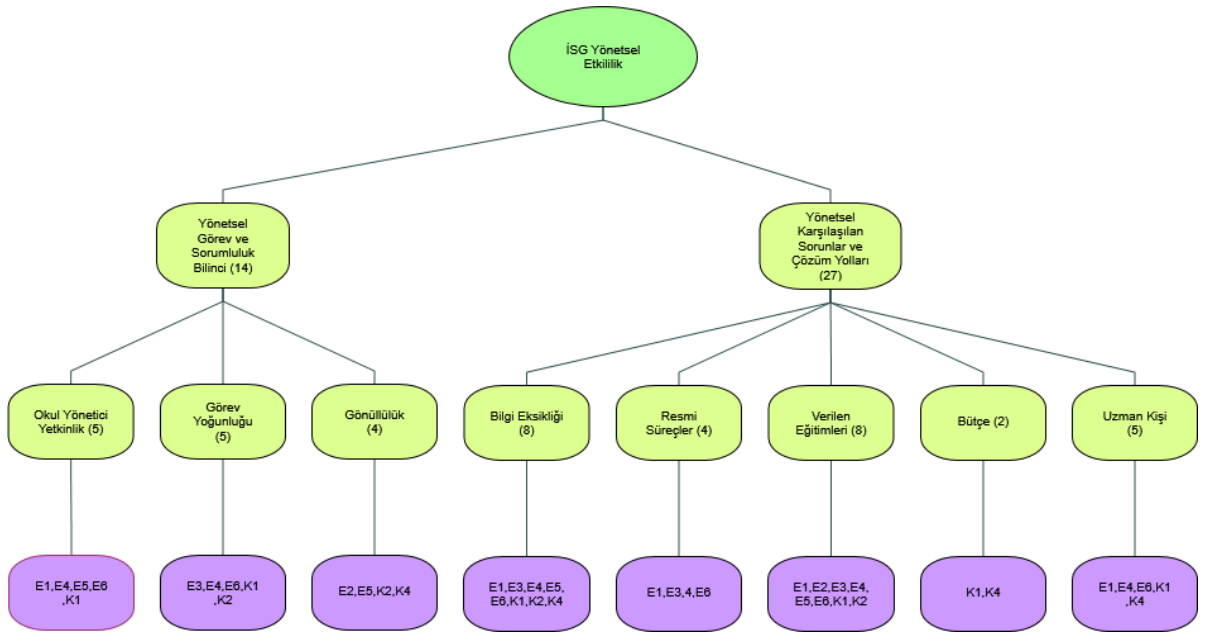 İSG Yönetsel
Etkililik
Yönetsel
Görev ve
Sorumluluk
Bilinci (14)
Yönetsel
Karşılaşılan
Sorunlar ve
Çözüm Yolları
(27)
Okul Yönetici
Yetkinlik (5)
Görev
Yoğunluğu
(5)
Gönüllülük
(4)
Bilgi Eksikliği
(8)
Resmi
Süreçler (4)
Verilen
Eğitimleri (8)
Bütçe (2)
Uzman Kişi
(5)
E1,E4,E5,E6
,K1
E3,E4,E6,K1
,K2
E2,E5,K2,K4
E1,E3,E4,E5,
E6,K1,K2,K4
E1,E3,4,E6
E1,E2,E3,E4,
E5,E6,K1,K2
K1,K4
E1,E4,E6,K1
,K4